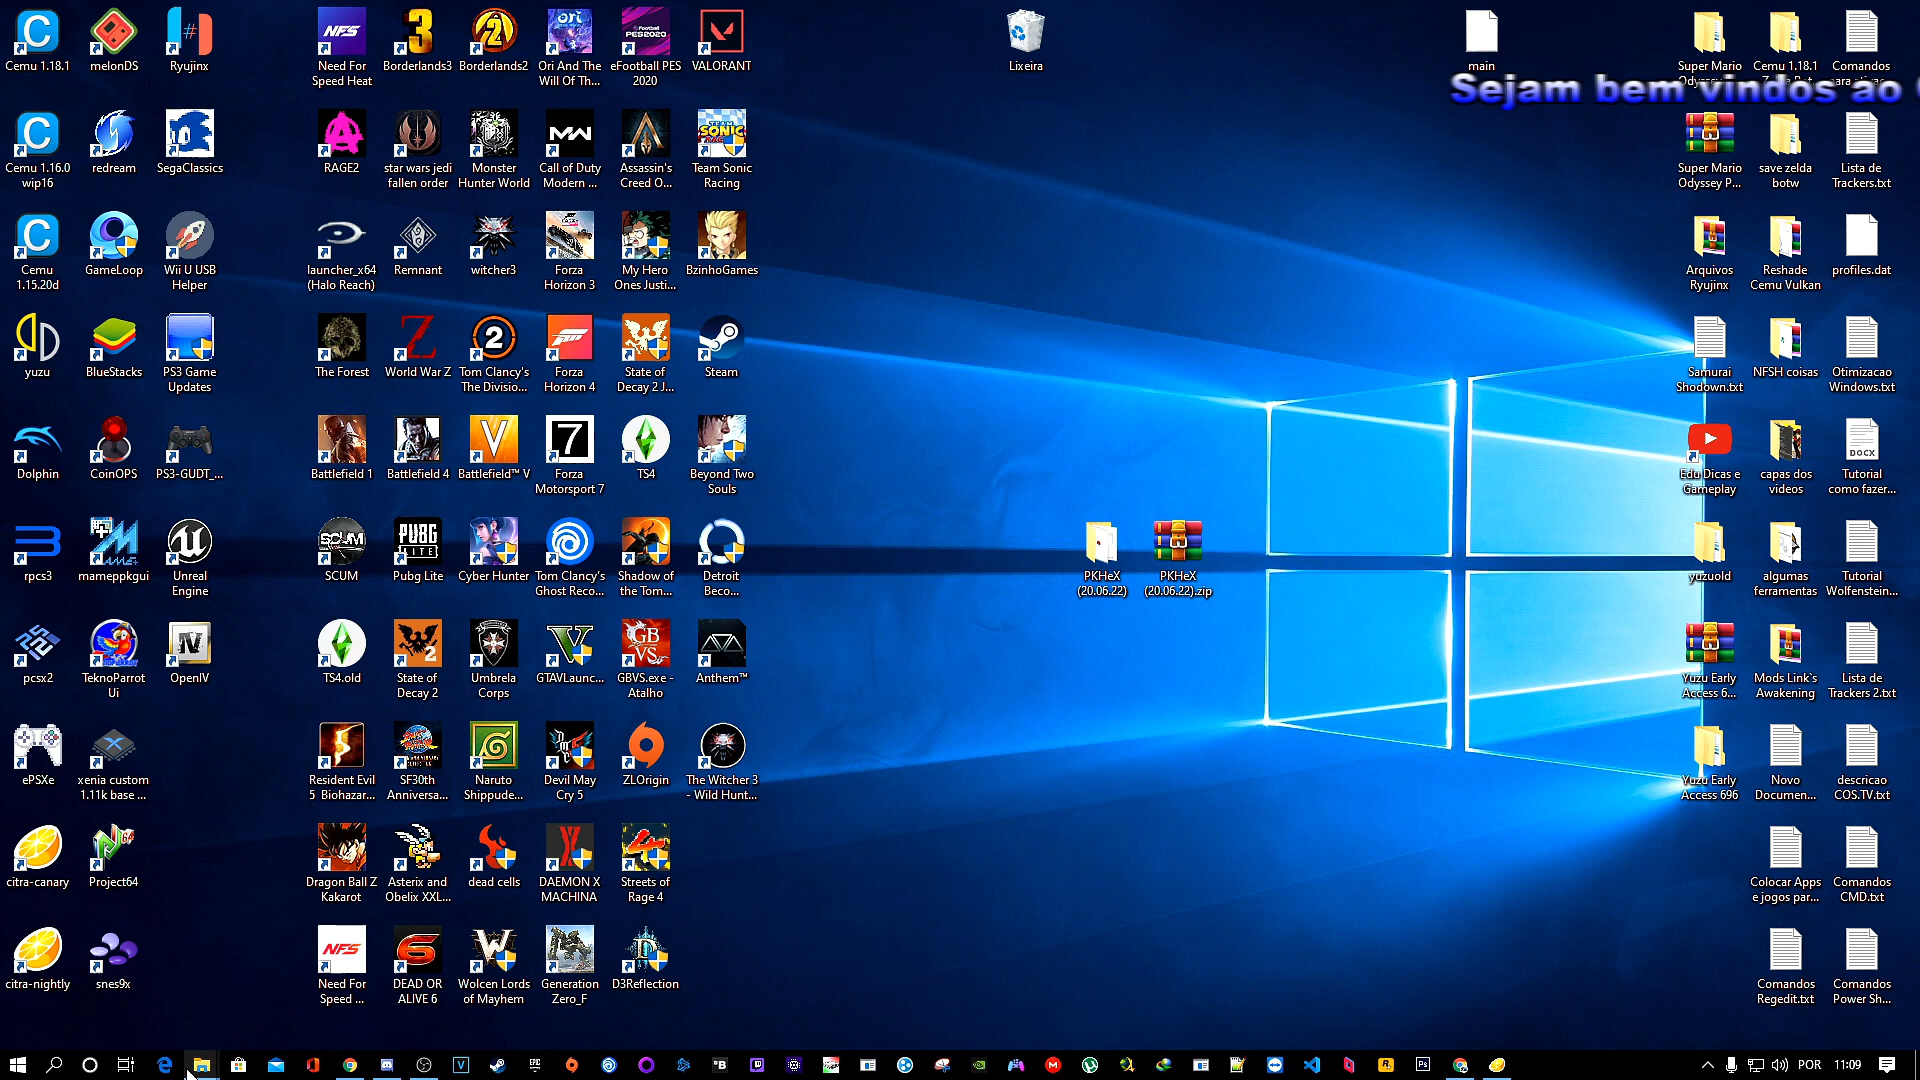 Cemu 1.18.1
melonDS
Ryujinx
Need For
Speed Heat
Borderlands3
Borderlands2
Ori And The
Will Of Th...
eFootball PES
2020
VALORANT
Lixeira
main
Super Mario
Cemu 1.18.1
Comandos
Sejam bem vindos ao
Cemu 1.16.0
wip16
redream
SegaClassics
RAGE2
star wars jedi
fallen order
Monster
Hunter World
Call of Duty
Modern ...
Assassin's
Creed O...
Team Sonic
Racing
Super Mario
Odyssey P...
save zelda
botw
Lista de
Trackers.txt
Cemu
1.15.20d
GameLoop
Wii U USB
Helper
launcher_x64
(Halo Reach)
Remnant
witcher3
Forza
Horizon 3
My Hero
Ones Justi...
BzinhoGames
Arquivos
Ryujinx
Reshade
Cemu Vulkan
profiles.dat
yuzu
BlueStacks
PS3 Game
Updates
The Forest
World War Z
Tom Clancy's
The Divisio...
Forza
Horizon 4
State of
Decay 2 J...
Steam
Samurai
Shodown.txt
NFSH coisas
Otimizacao
Windows.txt
Dolphin
CoinOPS
PS3-GUDT_...
Battlefield 1
Battlefield 4
Battlefield™ V
Forza
Motorsport 7
TS4
Beyond Two
Souls
Edu Dicas e
Gameplay
capas dos
videos
DOCX
Tutorial
como fazer...
rpcs3
mameppkgui
Unreal
Engine
SCUM
Pubg Lite
Cyber Hunter
Tom Clancy's
Ghost Reco...
Shadow of
the Tom...
Detroit
Beco...
PKHeX
(20.06.22)
PKHeX
(20.06.22).zip
yuzuold
algumas
ferramentas
Tutorial
Wolfenstein...
pcsx2
TeknoParrot
Ui
OpenIV
TS4.old
State of
Decay 2
Umbrela
Corps
GTAVLaunc...
GBVS.exe -
Atalho
Anthem™
Yuzu Early
Access 6...
Mods Link`s
Awakening
Lista de
Trackers 2.txt
ePSXe
xenia custom
1.11k base ...
Resident Evil
5 Biohazar...
SF30th
Anniversa...
Naruto
Shippude...
Devil May
Cry 5
ZLOrigin
The Witcher 3
- Wild Hunt...
Yuzu Early
Access 696
Novo
Documen...
descricao
COS.TV.txt
citra-canary
Project64
Dragon Ball Z
Kakarot
Asterix and
Obelix XXL...
dead cells
DAEMON X
MACHINA
Streets of
Rage 4
Colocar Apps
e jogos par...
Comandos
CMD.txt
citra-nightly
snes9x
Need For
Speed ...
DEAD OR
ALIVE 6
Wolcen Lords
of Mayhem
Generation
Zero_F
D3Reflection
Comandos
Regedit.txt
Comandos
Power Sh...
POR
11:09